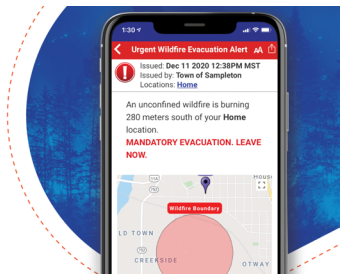 1:30
Urgent Wildfire Evacuation Alert AA
Issued: Dec 11 2020 12:38PM MST
Issued by: Town of Sampleton
Locations: Home
An unconfined wildfire is burning
280 meters south of your Home
location.
MANDATORY EVACUATION. LEAVE
NOW.
Wildfire Boundary
LD TOWN
CREEKSIDE
OTWAY